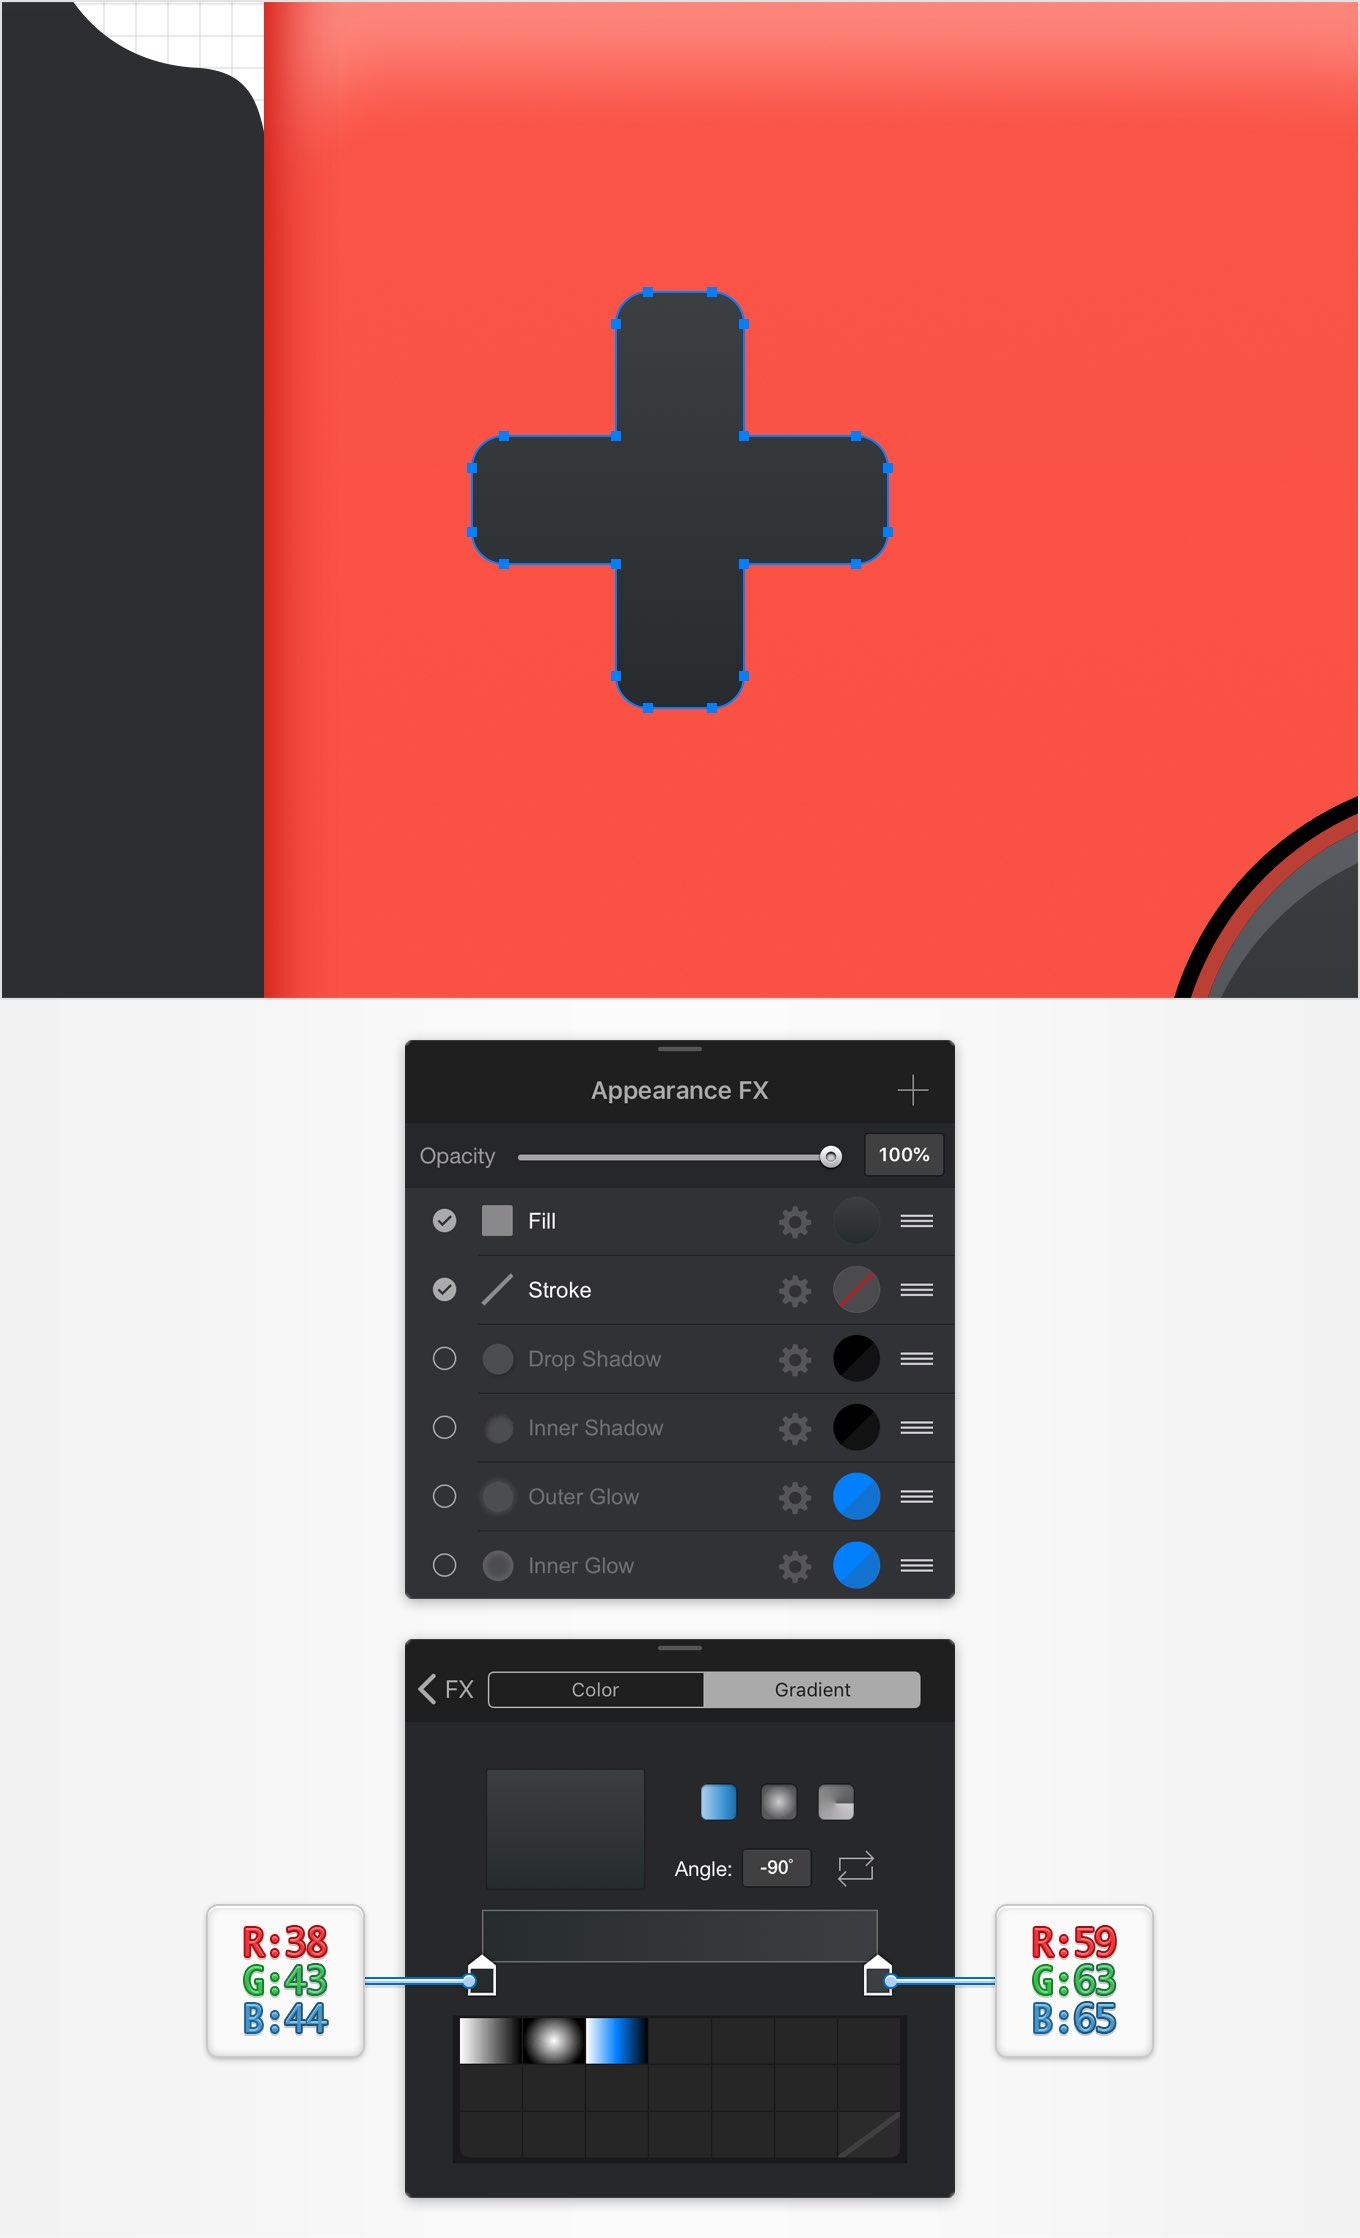 Appearance FX
Opacity 100%
Fill
Stroke
Drop Shadow
Inner Shadow
Outer Glow
Inner Glow
FX Color Gradient
Angle: -90°
R:38
G:43
B:44
R:59
G:63
B:65